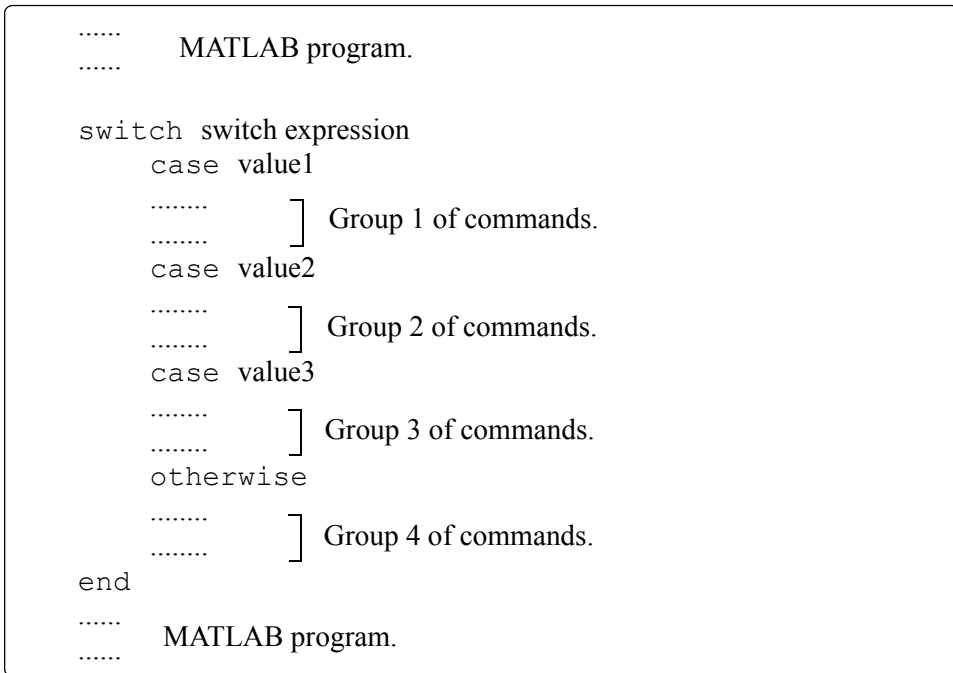 ......
...... MATLAB program.
switch switch expression
case value1
........
........ Group 1 of commands.
case value2
........
........ Group 2 of commands.
case value3
........
........ Group 3 of commands.
otherwise
........
........ Group 4 of commands.
end
......
...... MATLAB program.